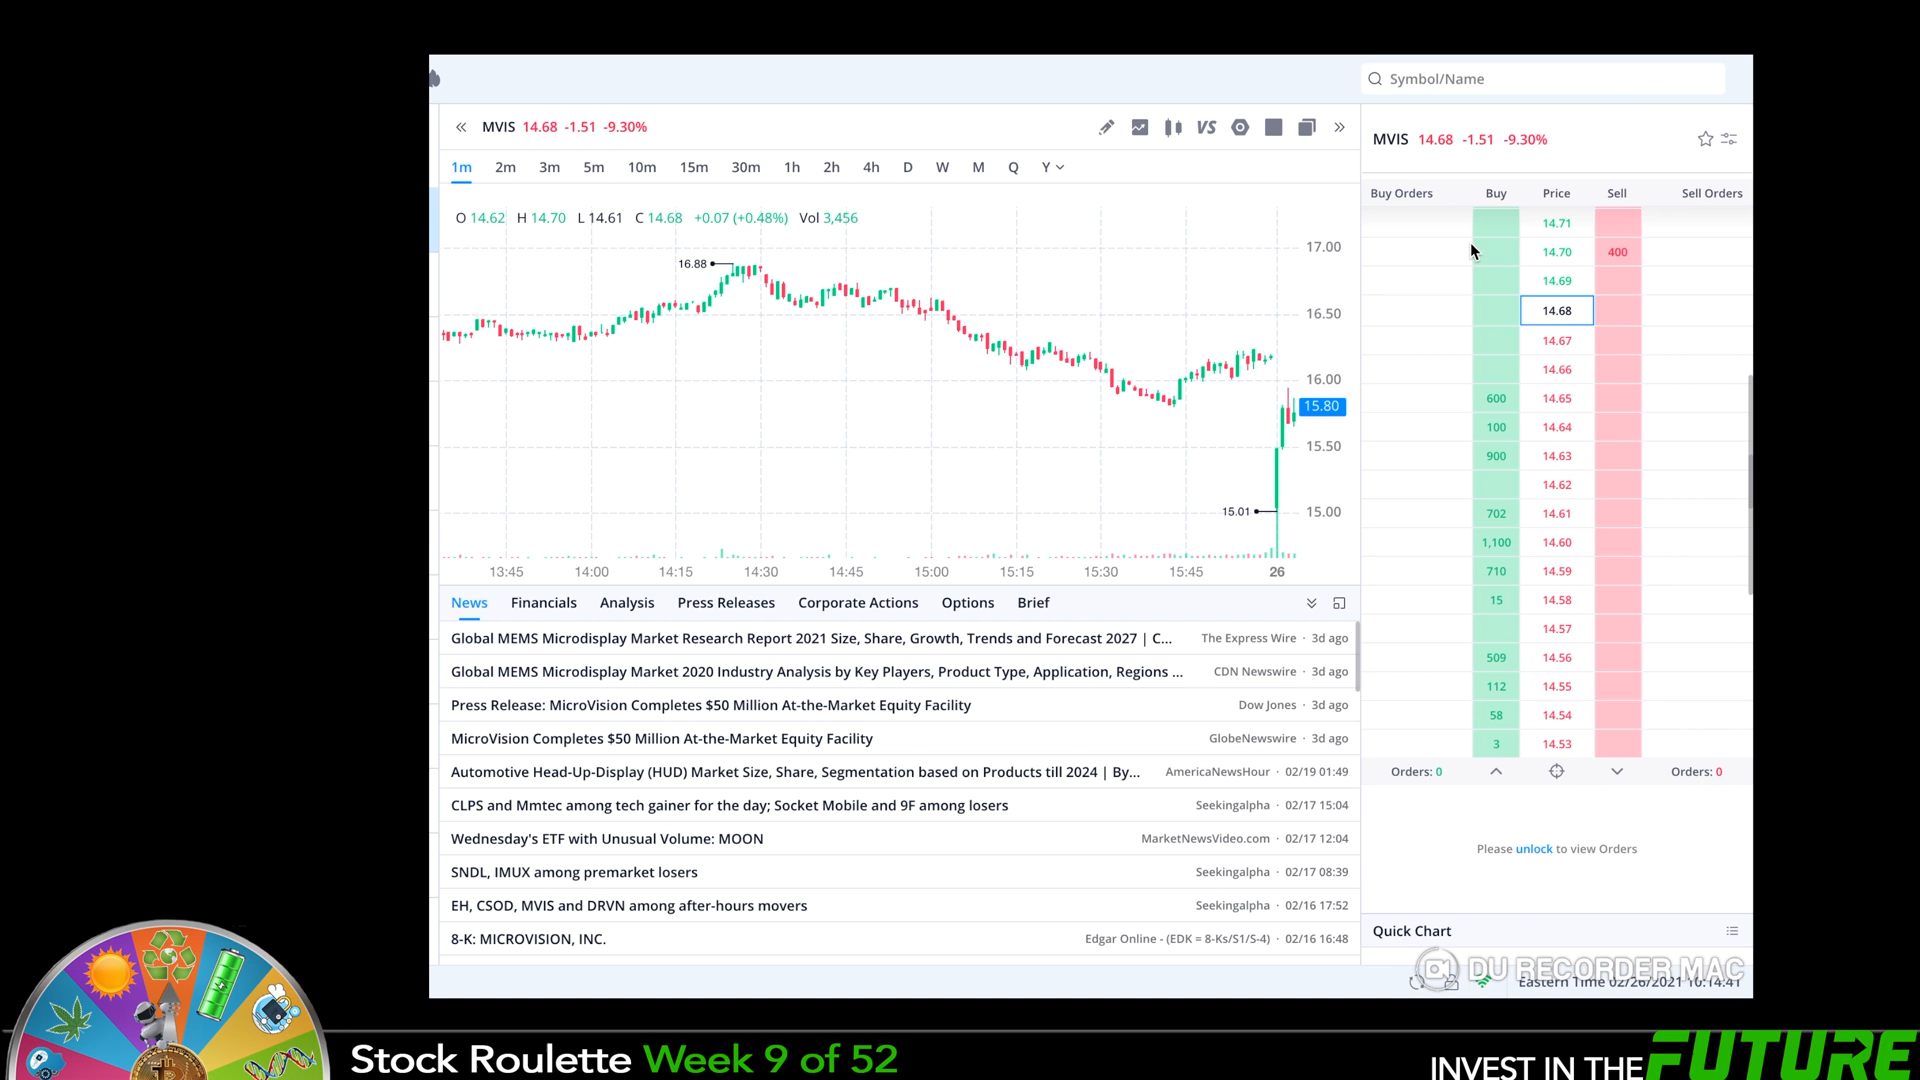 Symbol/Name
MVIS 14.68 -1.51 -9.30%
VS
1m 2m 3m 5m 10m 15m 30m 1h 2h 4h D W M Q Y
O 14.62 H 14.70 L 14.61 C 14.68 +0.07 (+0.48%) Vol 3,456
16.88
17.00
16.50
16.00
15.80
15.50
15.01
15.00
13:45 14:00 14:15 14:30 14:45 15:00 15:15 15:30 15:45 26
News Financials Analysis Press Releases Corporate Actions Options Brief
Global MEMS Microdisplay Market Research Report 2021 Size, Share, Growth, Trends and Forecast 2027 | C... The Express Wire · 3d ago
Global MEMS Microdisplay Market 2020 Industry Analysis by Key Players, Product Type, Application, Regions ... CDN Newswire · 3d ago
Press Release: MicroVision Completes $50 Million At-the-Market Equity Facility Dow Jones · 3d ago
MicroVision Completes $50 Million At-the-Market Equity Facility GlobeNewswire · 3d ago
Automotive Head-Up-Display (HUD) Market Size, Share, Segmentation based on Products till 2024 | By... AmericaNewsHour · 02/19 01:49
CLPS and Mmtec among tech gainer for the day; Socket Mobile and 9F among losers Seekingalpha · 02/17 15:04
Wednesday's ETF with Unusual Volume: MOON MarketNewsVideo.com · 02/17 12:04
SNDL, IMUX among premarket losers Seekingalpha · 02/17 08:39
EH, CSOD, MVIS and DRVN among after-hours movers Seekingalpha · 02/16 17:52
8-K: MICROVISION, INC. Edgar Online - (EDK = 8-Ks/S1/S-4) · 02/16 16:48
MVIS 14.68 -1.51 -9.30%
Buy Orders Buy Price Sell Sell Orders
14.71
14.70 400
14.69
14.68
14.67
14.66
600 14.65
100 14.64
900 14.63
14.62
702 14.61
1,100 14.60
710 14.59
15 14.58
14.57
509 14.56
112 14.55
58 14.54
3 14.53
Orders: 0 Orders: 0
Please unlock to view Orders
Quick Chart
DU RECORDER MAC
Eastern Time 02/26/2021 10:14:41
Stock Roulette Week 9 of 52
INVEST IN THE FUTURE